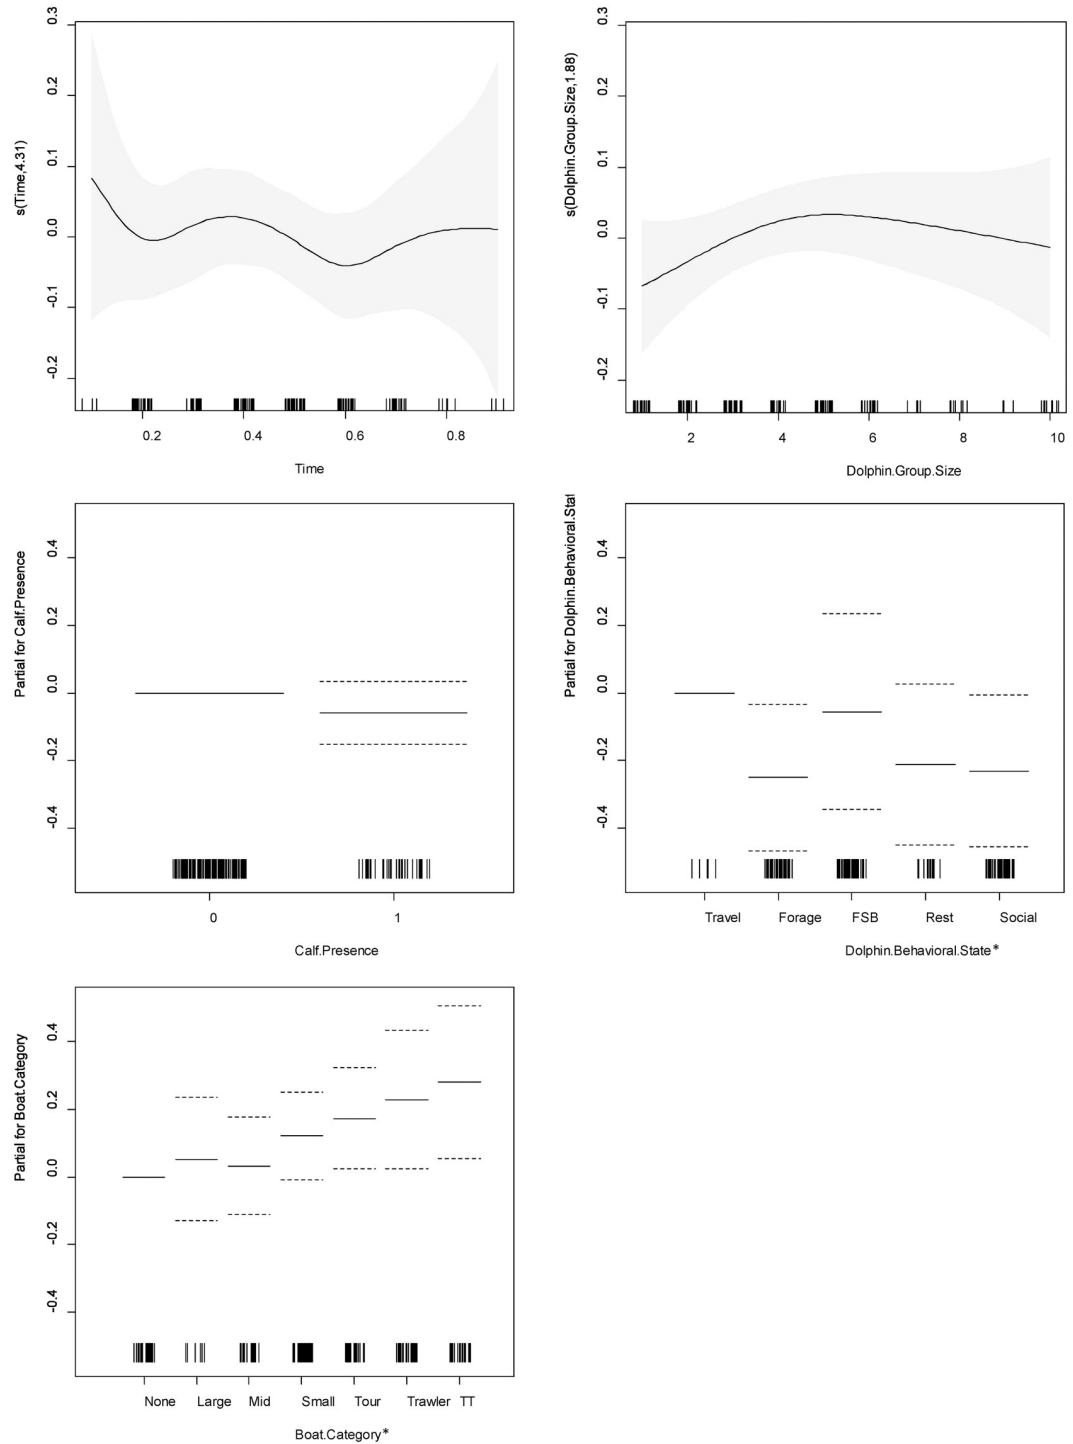 s(Time,4.31)
0.3
0.2
0.1
0.0
-0.1
-0.2
0.2 0.4 0.6 0.8
Time
s(Dolphin.Group.Size,1.88)
0.3
0.2
0.1
0.0
-0.1
-0.2
2 4 6 8 10
Dolphin.Group.Size
Partial for Calf.Presence
0.4
0.2
0.0
-0.2
-0.4
0 1
Calf.Presence
Partial for Dolphin.Behavioral.Stat
0.4
0.2
0.0
-0.2
-0.4
Travel Forage FSB Rest Social
Dolphin.Behavioral.State*
Partial for Boat.Category
0.4
0.2
0.0
-0.2
-0.4
None Large Mid Small Tour Trawler TT
Boat.Category*